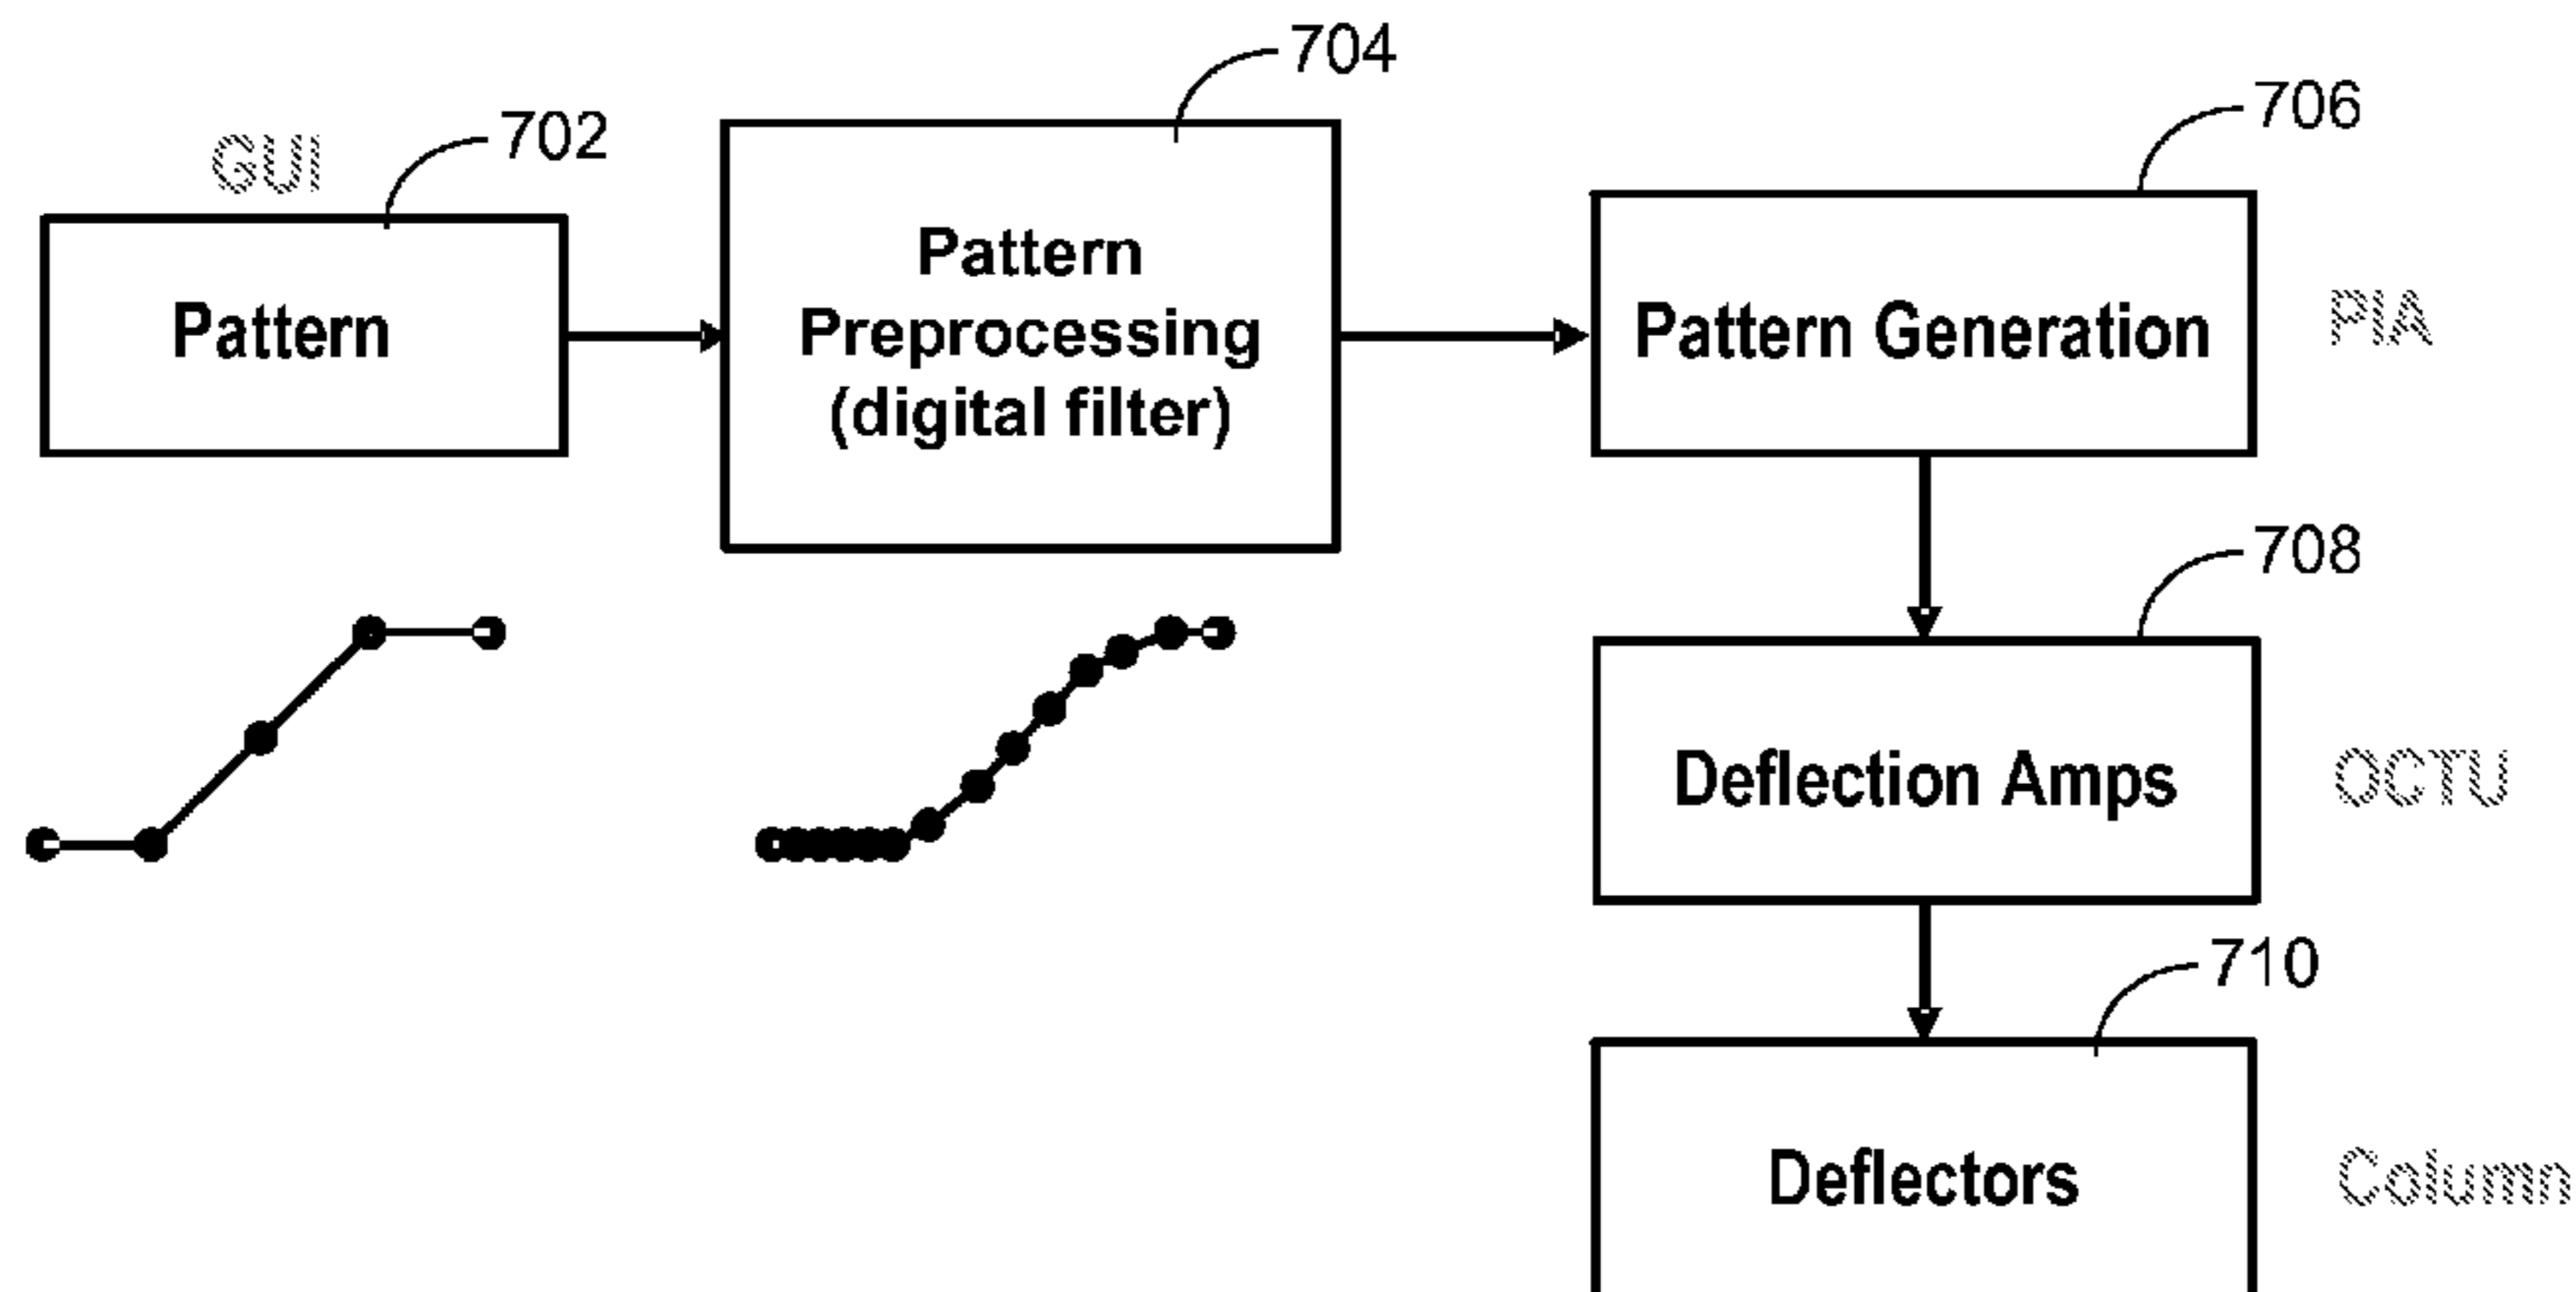 704
706
702
GUI
Pattern
Pattern
Preprocessing
(digital filter)
Pattern Generation
PIA
708
Deflection Amps
OCTU
710
Deflectors
Column